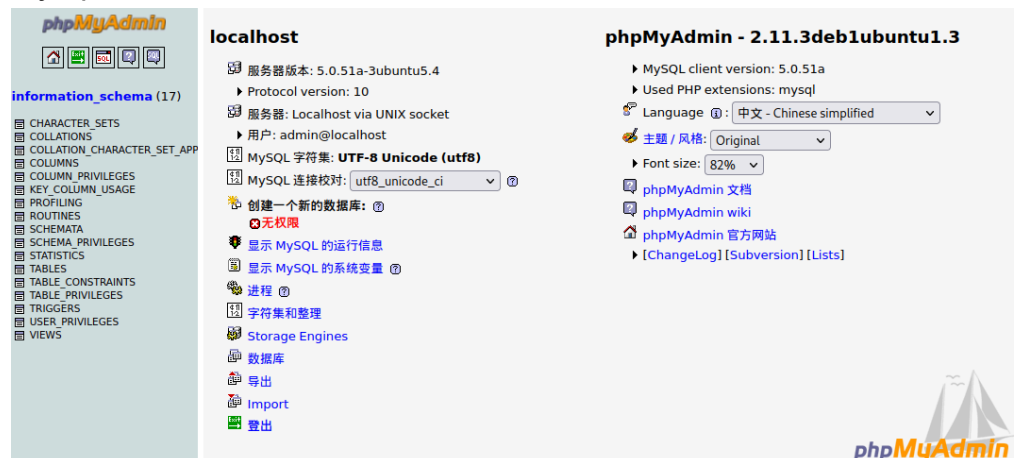 phpMyAdmin
Exit
SQL
information_schema (17)
CHARACTER_SETS
COLLATIONS
COLLATION_CHARACTER_SET_APP
COLUMNS
COLUMN_PRIVILEGES
KEY_COLUMN_USAGE
PROFILING
ROUTINES
SCHEMATA
SCHEMA_PRIVILEGES
STATISTICS
TABLES
TABLE_CONSTRAINTS
TABLE_PRIVILEGES
TRIGGERS
USER_PRIVILEGES
VIEWS
localhost
服务器版本: 5.0.51a-3ubuntu5.4
Protocol version: 10
服务器: Localhost via UNIX socket
用户: admin@localhost
MySQL 字符集: UTF-8 Unicode (utf8)
MySQL 连接校对: utf8_unicode_ci
创建一个新的数据库:
无权限
显示 MySQL 的运行信息
显示 MySQL 的系统变量
进程
字符集和整理
Storage Engines
数据库
导出
Import
登出
phpMyAdmin - 2.11.3deb1ubuntu1.3
MySQL client version: 5.0.51a
Used PHP extensions: mysql
Language : 中文 - Chinese simplified
主题 / 风格: Original
Font size: 82%
phpMyAdmin 文档
phpMyAdmin wiki
phpMyAdmin 官方网站
[ChangeLog] [Subversion] [Lists]
phpMyAdmin